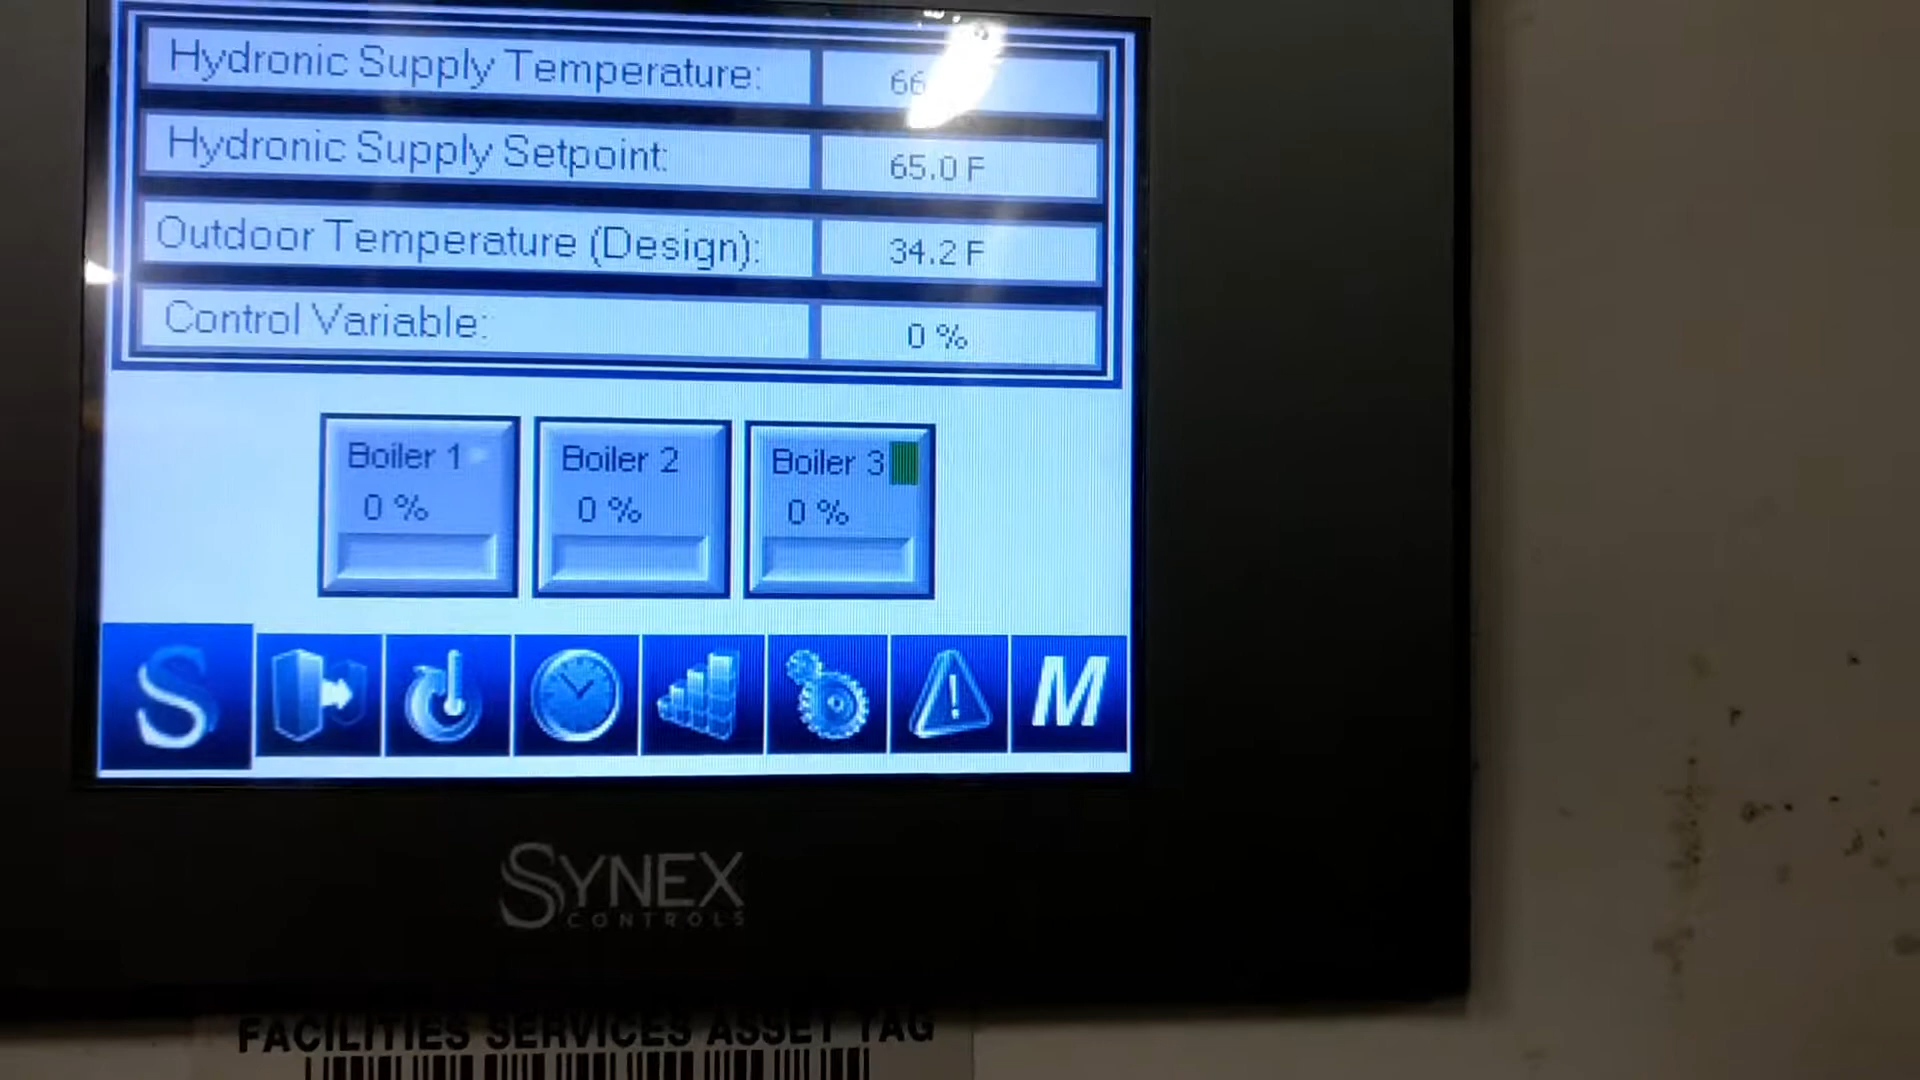 Hydronic Supply Temperature: 66
Hydronic Supply Setpoint: 65.0 F
Outdoor Temperature (Design): 34.2 F
Control Variable: 0 %
Boiler 1 Boiler 2 Boiler 3
0 % 0 % 0 %
S M
SYNEX
CONTROLS
FACILITIES SERVICES ASSET TAG